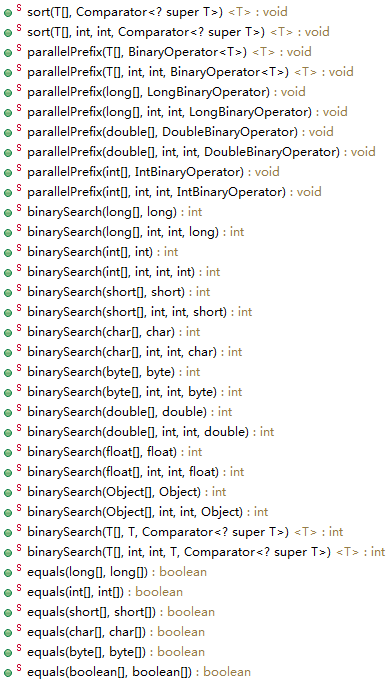 S sort(T[], Comparator<? super T>) <T> : void
S sort(T[], int, int, Comparator<? super T>) <T> : void
S parallelPrefix(T[], BinaryOperator<T>) <T> : void
S parallelPrefix(T[], int, int, BinaryOperator<T>) <T> : void
S parallelPrefix(long[], LongBinaryOperator) : void
S parallelPrefix(long[], int, int, LongBinaryOperator) : void
S parallelPrefix(double[], DoubleBinaryOperator) : void
S parallelPrefix(double[], int, int, DoubleBinaryOperator) : void
S parallelPrefix(int[], IntBinaryOperator) : void
S parallelPrefix(int[], int, int, IntBinaryOperator) : void
S binarySearch(long[], long) : int
S binarySearch(long[], int, int, long) : int
S binarySearch(int[], int) : int
S binarySearch(int[], int, int, int) : int
S binarySearch(short[], short) : int
S binarySearch(short[], int, int, short) : int
S binarySearch(char[], char) : int
S binarySearch(char[], int, int, char) : int
S binarySearch(byte[], byte) : int
S binarySearch(byte[], int, int, byte) : int
S binarySearch(double[], double) : int
S binarySearch(double[], int, int, double) : int
S binarySearch(float[], float) : int
S binarySearch(float[], int, int, float) : int
S binarySearch(Object[], Object) : int
S binarySearch(Object[], int, int, Object) : int
S binarySearch(T[], T, Comparator<? super T>) <T> : int
S binarySearch(T[], int, int, T, Comparator<? super T>) <T> : int
S equals(long[], long[]) : boolean
S equals(int[], int[]) : boolean
S equals(short[], short[]) : boolean
S equals(char[], char[]) : boolean
S equals(byte[], byte[]) : boolean
S equals(boolean[], boolean[]) : boolean